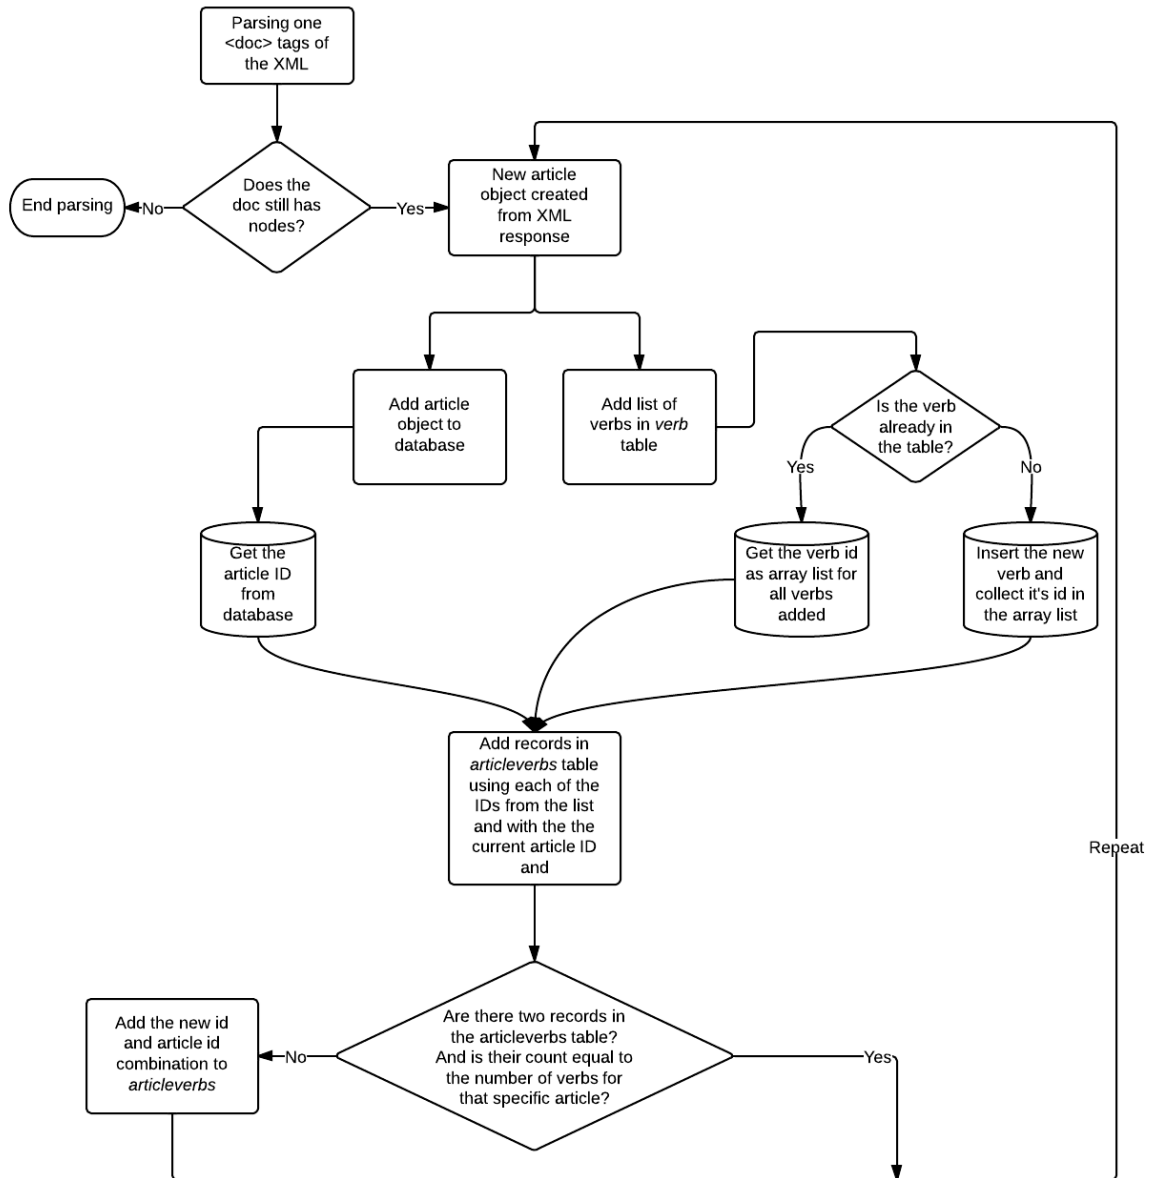 Parsing one
<doc> tags of
the XML
Does the
doc still has
nodes?
No
End parsing
Yes
New article
object created
from XML
response
Add article
object to
database
Add list of
verbs in verb
table
Is the verb
already in
the table?
Yes
No
Get the
article ID
from
database
Get the verb id
as array list for
all verbs
added
Insert the new
verb and
collect it's id in
the array list
Add records in
articleverbs table
using each of the
IDs from the list
and with the the
current article ID
and
Repeat
Are there two records in
the articleverbs table?
And is their count equal to
the number of verbs for
that specific article?
No
Add the new id
and article id
combination to
articleverbs
Yes